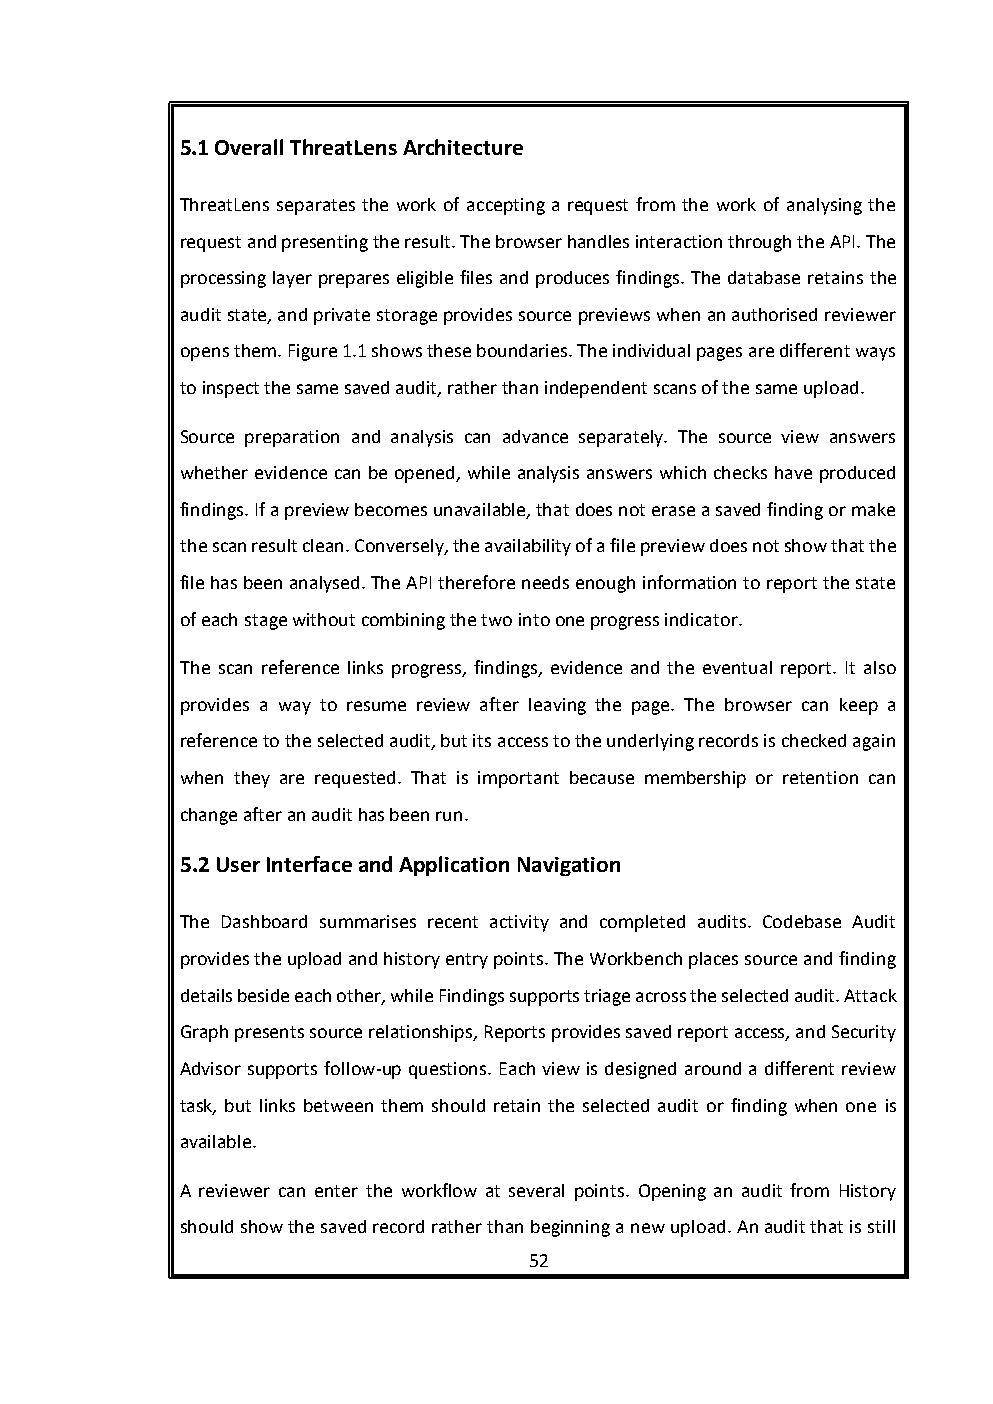 5.1 Overall ThreatLens Architecture
ThreatLens separates the work of accepting a request from the work of analysing the
request and presenting the result. The browser handles interaction through the API. The
processing layer prepares eligible files and produces findings. The database retains the
audit state, and private storage provides source previews when an authorised reviewer
opens them. Figure 1.1 shows these boundaries. The individual pages are different ways
to inspect the same saved audit, rather than independent scans of the same upload.
Source preparation and analysis can advance separately. The source view answers
whether evidence can be opened, while analysis answers which checks have produced
findings. If a preview becomes unavailable, that does not erase a saved finding or make
the scan result clean. Conversely, the availability of a file preview does not show that the
file has been analysed. The API therefore needs enough information to report the state
of each stage without combining the two into one progress indicator.
The scan reference links progress, findings, evidence and the eventual report. It also
provides a way to resume review after leaving the page. The browser can keep a
reference to the selected audit, but its access to the underlying records is checked again
when they are requested. That is important because membership or retention can
change after an audit has been run.
5.2 User Interface and Application Navigation
The Dashboard summarises recent activity and completed audits. Codebase Audit
provides the upload and history entry points. The Workbench places source and finding
details beside each other, while Findings supports triage across the selected audit. Attack
Graph presents source relationships, Reports provides saved report access, and Security
Advisor supports follow-up questions. Each view is designed around a different review
task, but links between them should retain the selected audit or finding when one is
available.
A reviewer can enter the workflow at several points. Opening an audit from History
should show the saved record rather than beginning a new upload. An audit that is still
52